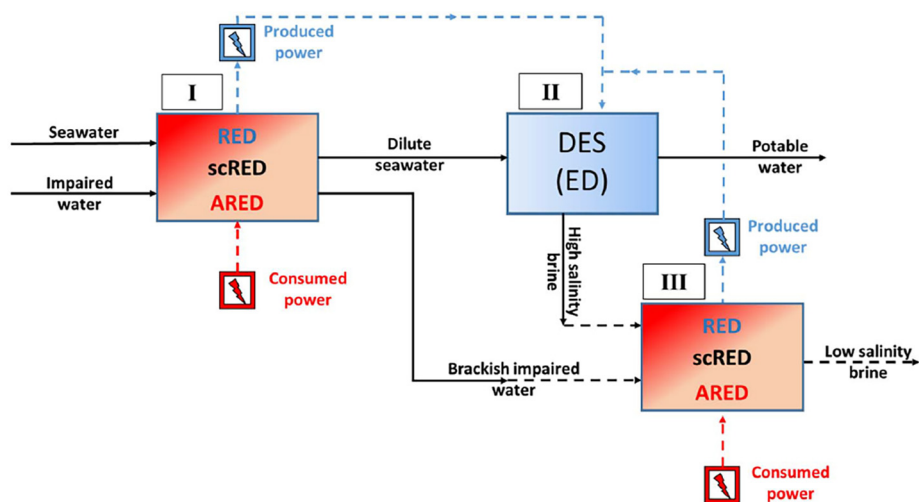 Produced
power
I
II
Seawater
RED
Dilute
seawater
DES
(ED)
Potable
water
scRED
Impaired
water
ARED
High salinity
brine
Produced
power
Consumed
power
III
RED
scRED
Low salinity
brine
Brackish impaired
water
ARED
Consumed
power